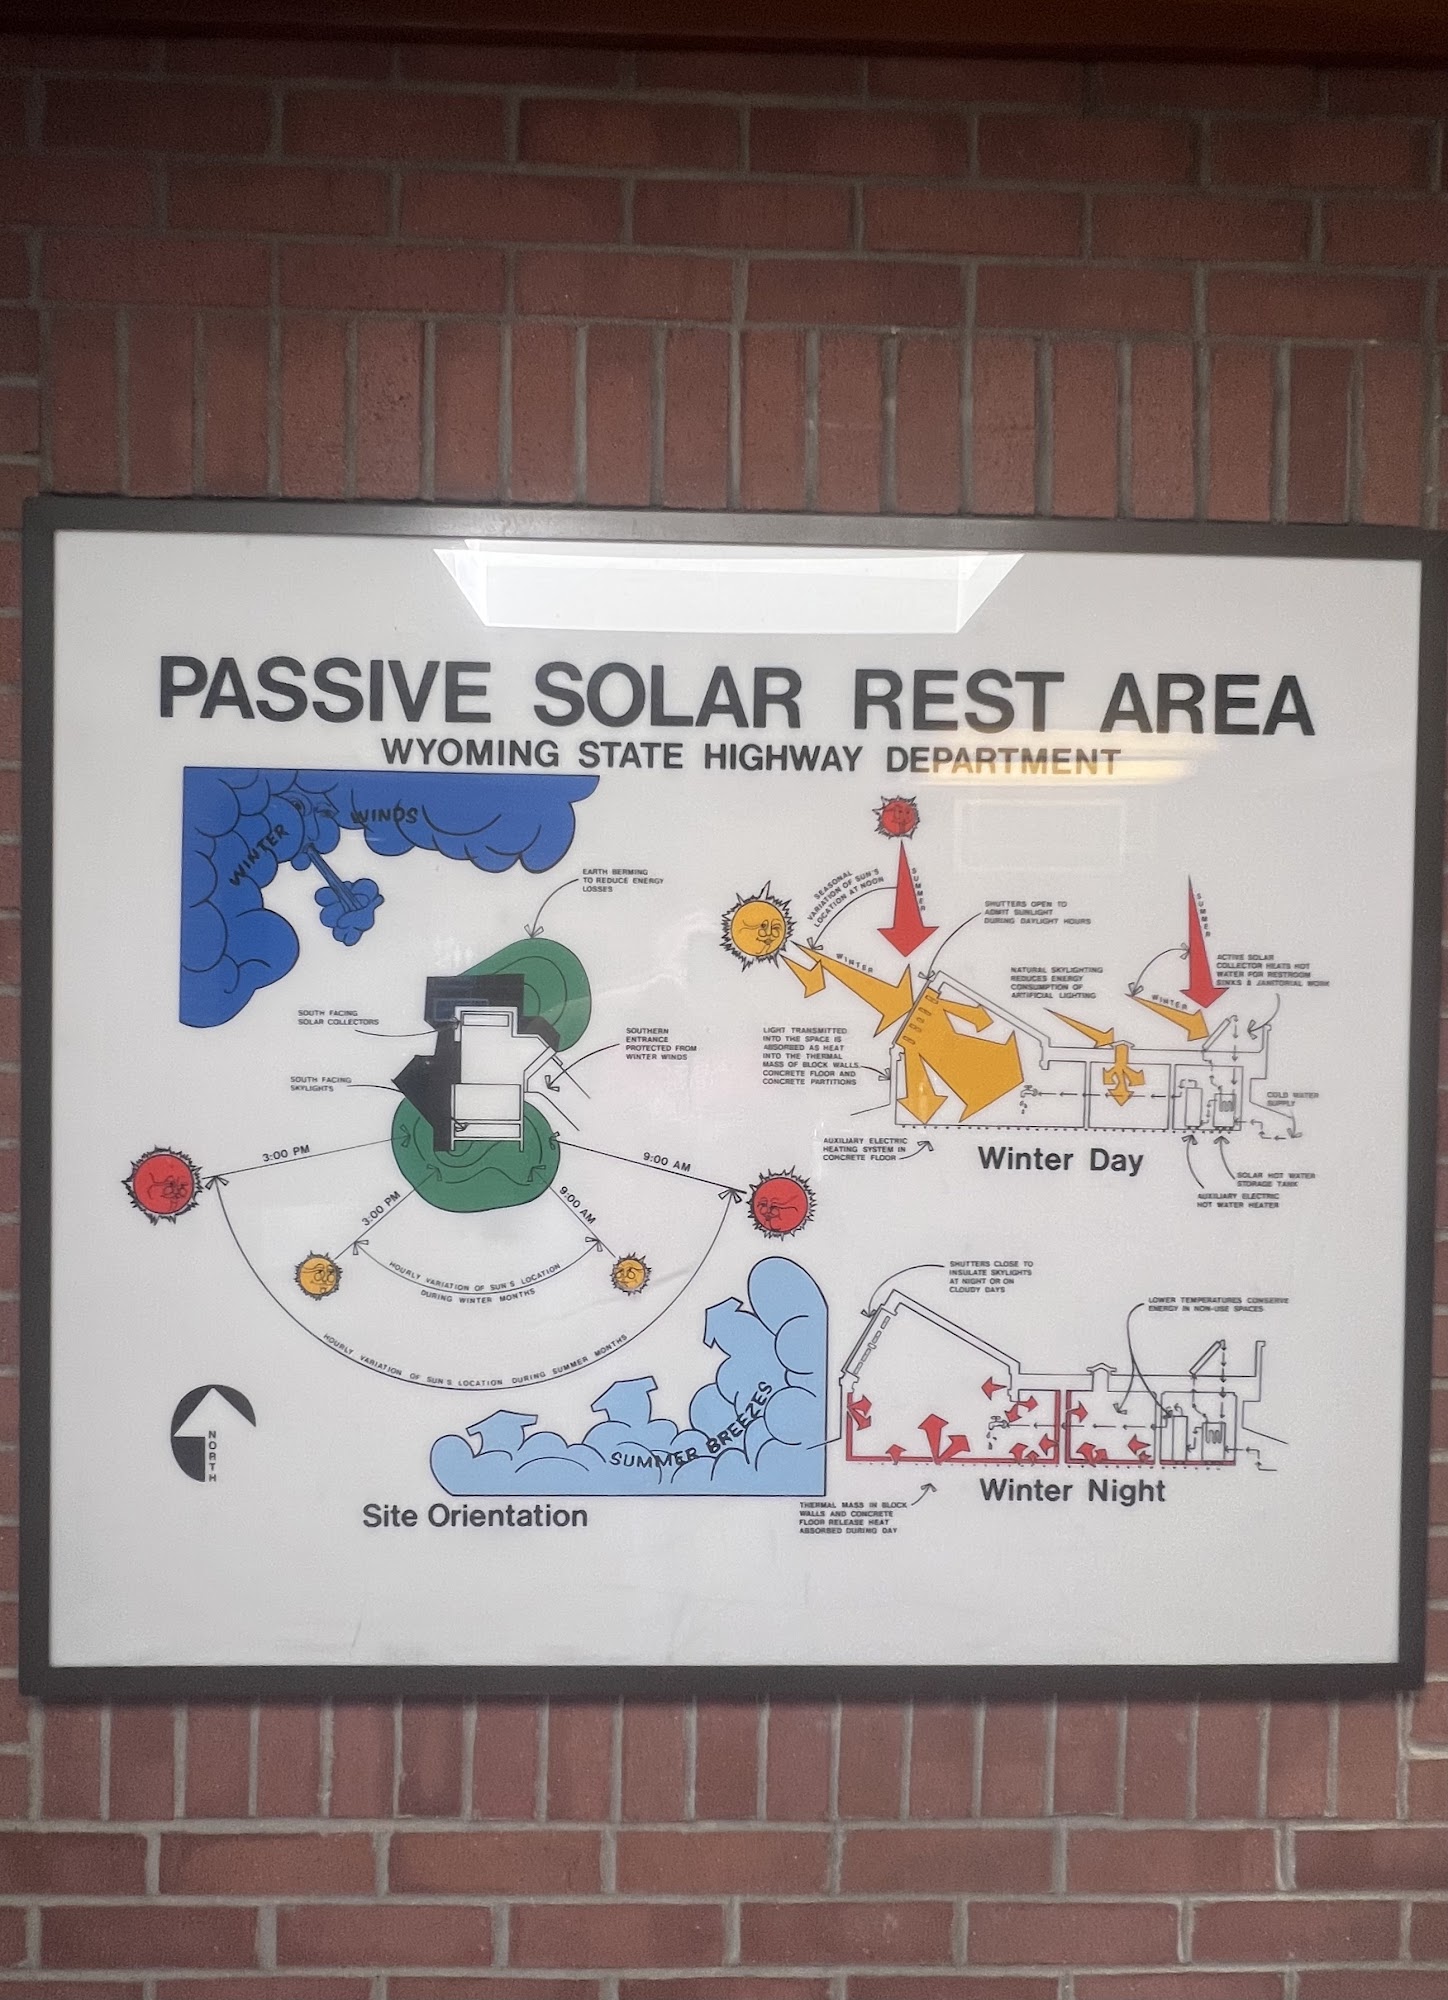 PASSIVE SOLAR REST AREA
WYOMING STATE HIGHWAY DEPARTMENT
WINTER WINDS
EARTH BERMING
TO REDUCE ENERGY
LOSSES
SOUTH FACING
SOLAR COLLECTORS
SOUTHERN
ENTRANCE
PROTECTED FROM
WINTER WINDS
SOUTH FACING
SKYLIGHTS
3:00 PM
9:00 AM
3:00 PM
9:00 AM
HOURLY VARIATION OF SUN'S LOCATION
DURING WINTER MONTHS
HOURLY VARIATION OF SUN'S LOCATION DURING SUMMER MONTHS
NORTH
SUMMER BREEZES
Site Orientation
SEASONAL
VARIATION OF SUN'S
LOCATION AT NOON
SUMMER
WINTER
SHUTTERS OPEN TO
ADMIT SUNLIGHT
DURING DAYLIGHT HOURS
NATURAL SKYLIGHTING
REDUCES ENERGY
CONSUMPTION OF
ARTIFICIAL LIGHTING
SUMMER
WINTER
ACTIVE SOLAR
COLLECTOR HEATS HOT
WATER FOR RESTROOM
SINKS & JANITORIAL WORK
LIGHT TRANSMITTED
INTO THE SPACE IS
ABSORBED AS HEAT
INTO THE THERMAL
MASS OF BLOCK WALLS,
CONCRETE FLOOR AND
CONCRETE PARTITIONS
COLD WATER
SUPPLY
AUXILIARY ELECTRIC
HEATING SYSTEM IN
CONCRETE FLOOR
Winter Day
SOLAR HOT WATER
STORAGE TANK
AUXILIARY ELECTRIC
HOT WATER HEATER
SHUTTERS CLOSE TO
INSULATE SKYLIGHTS
AT NIGHT OR ON
CLOUDY DAYS
LOWER TEMPERATURES CONSERVE
ENERGY IN NON-USE SPACES
Winter Night
THERMAL MASS IN BLOCK
WALLS AND CONCRETE
FLOOR RELEASE HEAT
ABSORBED DURING DAY